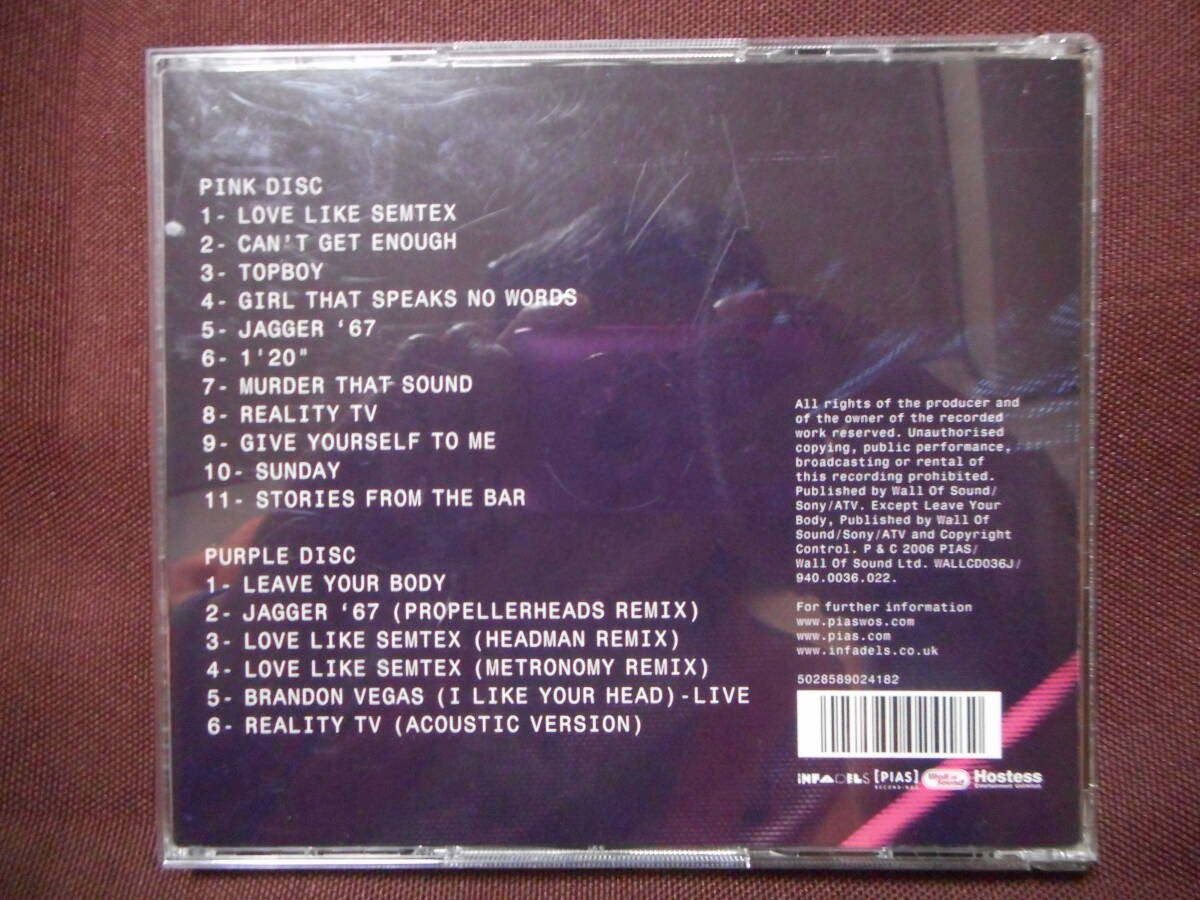 PINK DISC
1- LOVE LIKE SEMTEX
2- CAN'T GET ENOUGH
3- TOPBOY
4- GIRL THAT SPEAKS NO WORDS
5- JAGGER '67
6- 1'20"
7- MURDER THAT SOUND
8- REALITY TV
9- GIVE YOURSELF TO ME
10- SUNDAY
11- STORIES FROM THE BAR
PURPLE DISC
1- LEAVE YOUR BODY
2- JAGGER '67 (PROPELLERHEADS REMIX)
3- LOVE LIKE SEMTEX (HEADMAN REMIX)
4- LOVE LIKE SEMTEX (METRONOMY REMIX)
5- BRANDON VEGAS (I LIKE YOUR HEAD)-LIVE
6- REALITY TV (ACOUSTIC VERSION)
All rights of the producer and
of the owner of the recorded
work reserved. Unauthorised
copying, public performance,
broadcasting or rental of
this recording prohibited.
Published by Wall Of Sound/
Sony/ATV. Except Leave Your
Body, Published by Wall Of
Sound/Sony/ATV and Copyright
Control. P & C 2006 PIAS/
Wall Of Sound Ltd. WALLCD036J/
940.0036.022.
For further information
www.piaswos.com
www.pias.com
www.infadels.co.uk
5028589024182
INFADELS [PIAS] RECORDINGS Wall of Sound Hostess
Entertainment Unlimited